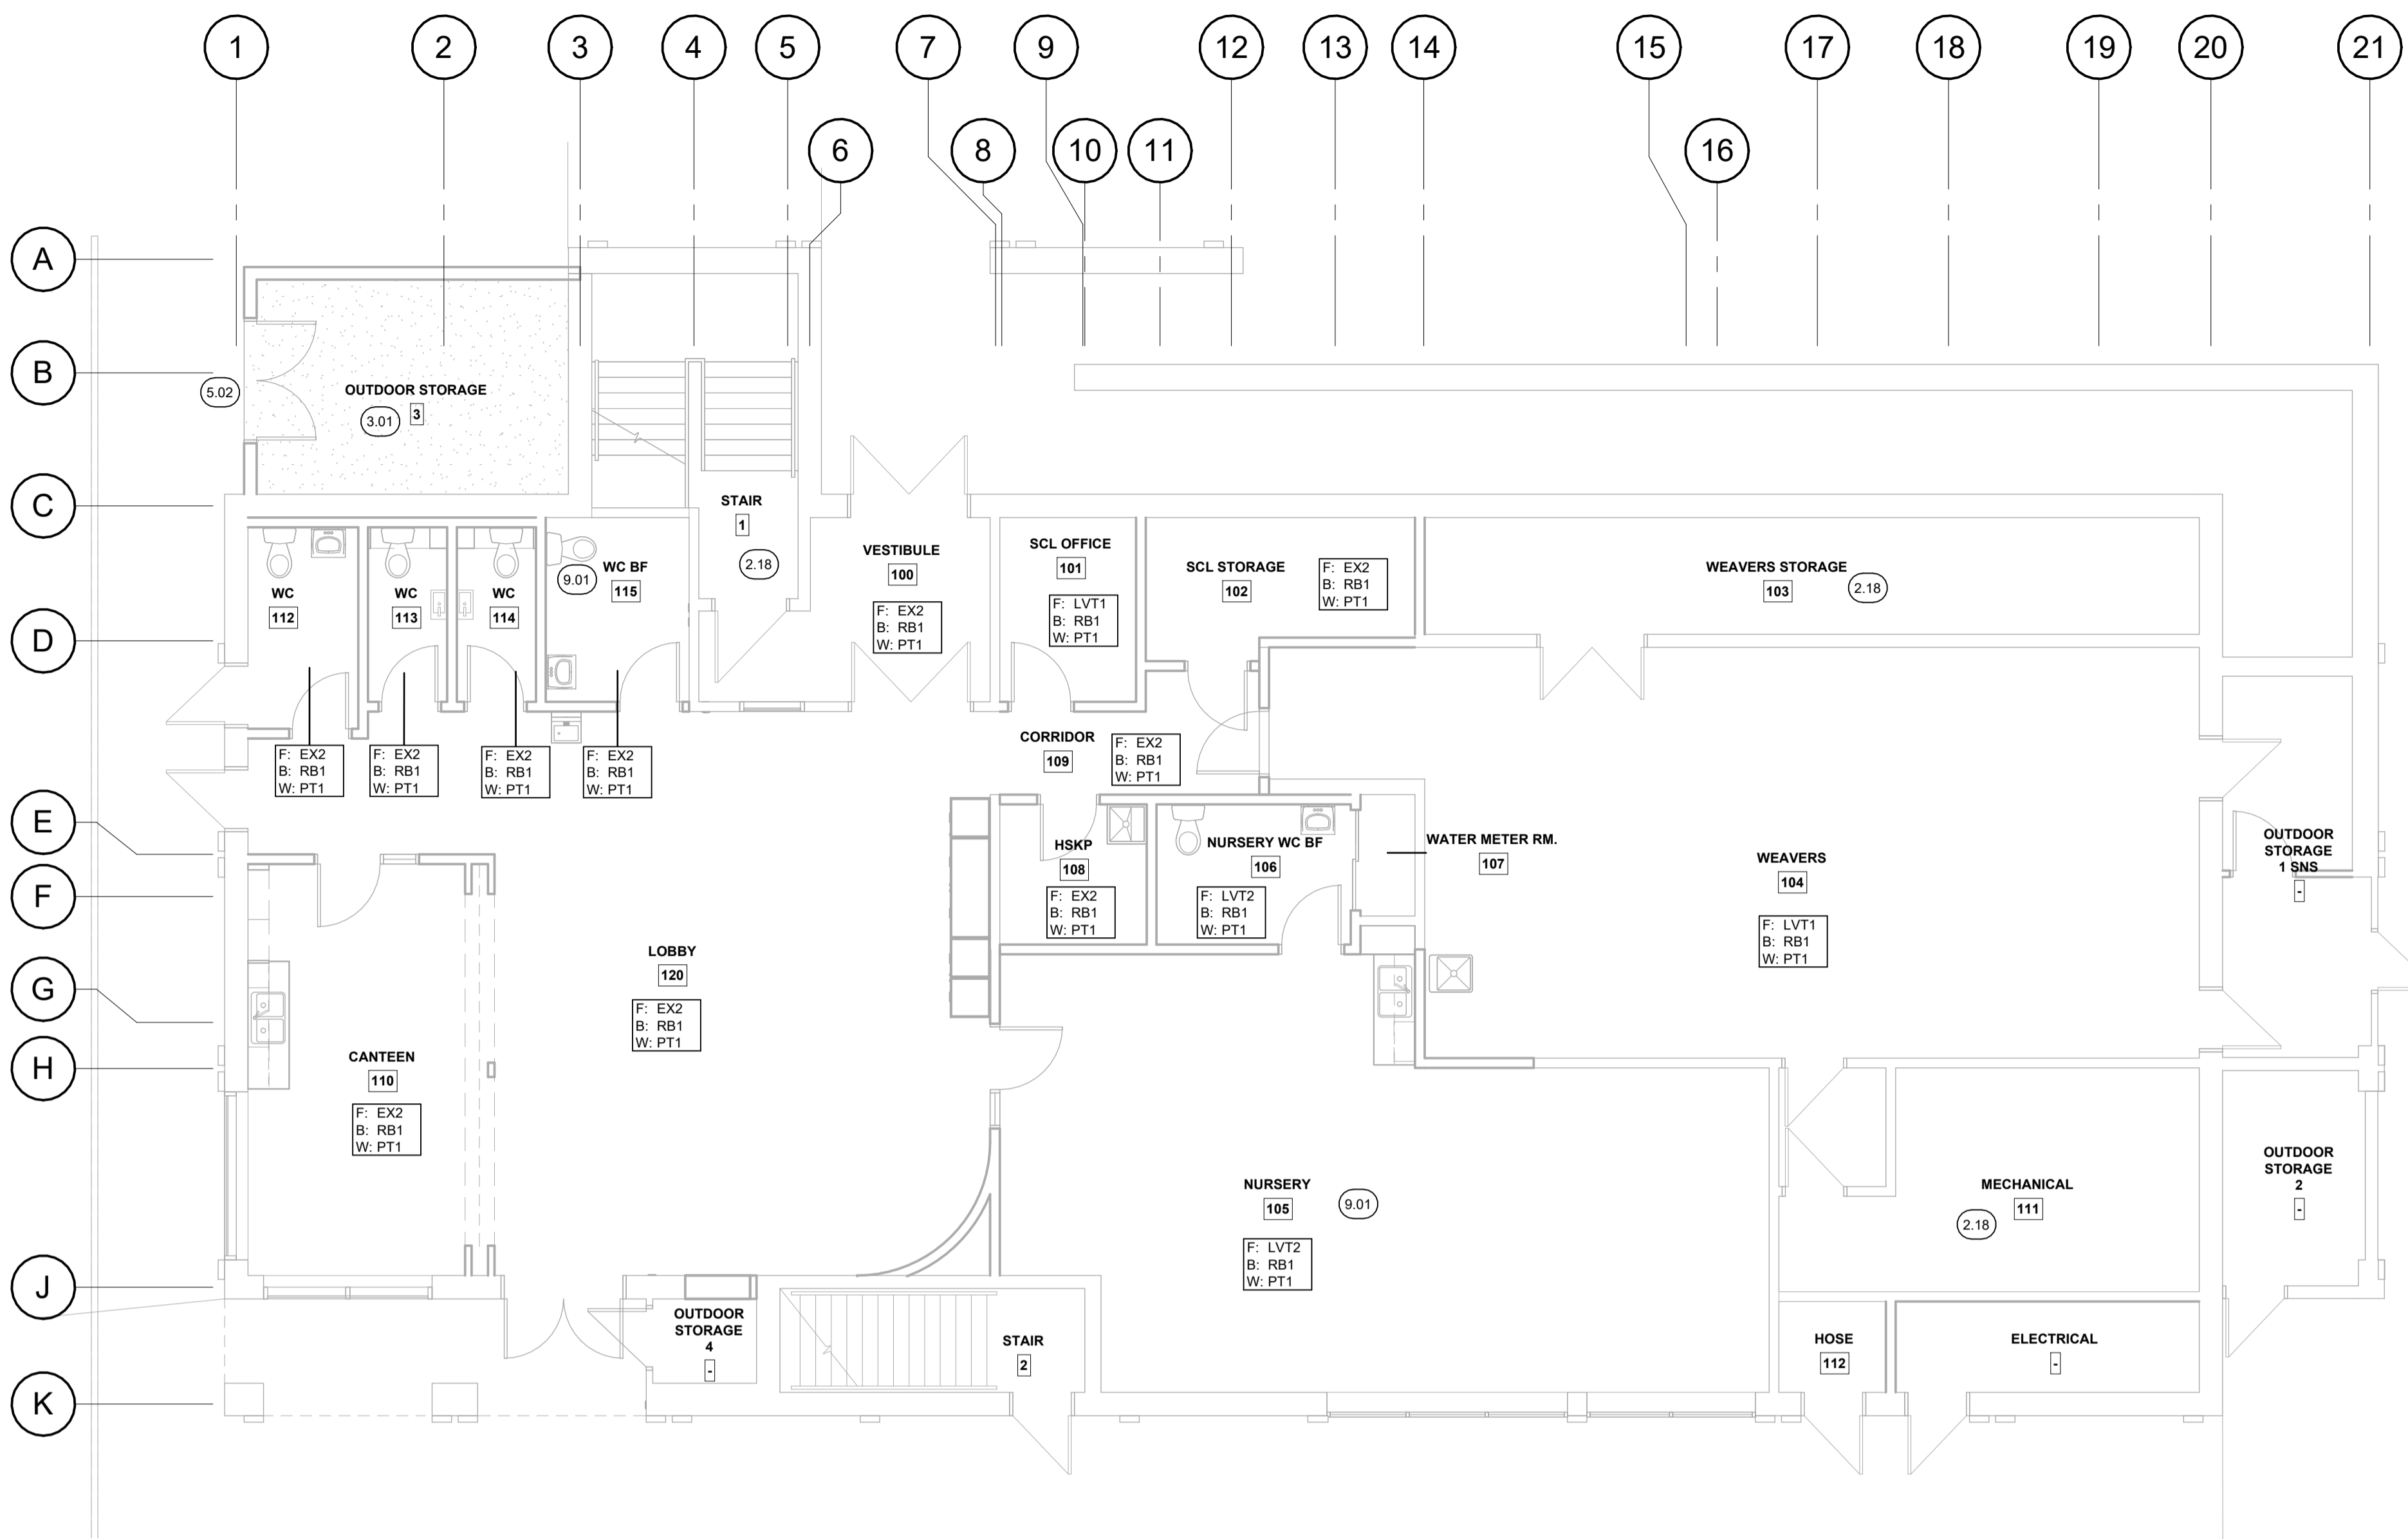 1
2
3
4
5
7
9
12
13
14
15
17
18
19
20
21
6
8
10
11
16
A
B
C
D
E
F
G
H
J
K
5.02
OUTDOOR STORAGE
3.01
3
STAIR
1
2.18
WC
112
WC
113
WC
114
9.01
WC BF
115
VESTIBULE
100
F: EX2
B: RB1
W: PT1
SCL OFFICE
101
F: LVT1
B: RB1
W: PT1
SCL STORAGE
102
F: EX2
B: RB1
W: PT1
WEAVERS STORAGE
103
2.18
F: EX2
B: RB1
W: PT1
F: EX2
B: RB1
W: PT1
F: EX2
B: RB1
W: PT1
F: EX2
B: RB1
W: PT1
CORRIDOR
109
F: EX2
B: RB1
W: PT1
HSKP
108
F: EX2
B: RB1
W: PT1
NURSERY WC BF
106
F: LVT2
B: RB1
W: PT1
WATER METER RM.
107
WEAVERS
104
F: LVT1
B: RB1
W: PT1
OUTDOOR
STORAGE
1 SNS
-
LOBBY
120
F: EX2
B: RB1
W: PT1
CANTEEN
110
F: EX2
B: RB1
W: PT1
NURSERY
105
9.01
F: LVT2
B: RB1
W: PT1
MECHANICAL
111
2.18
OUTDOOR
STORAGE
2
-
OUTDOOR
STORAGE
4
-
STAIR
2
HOSE
112
ELECTRICAL
-